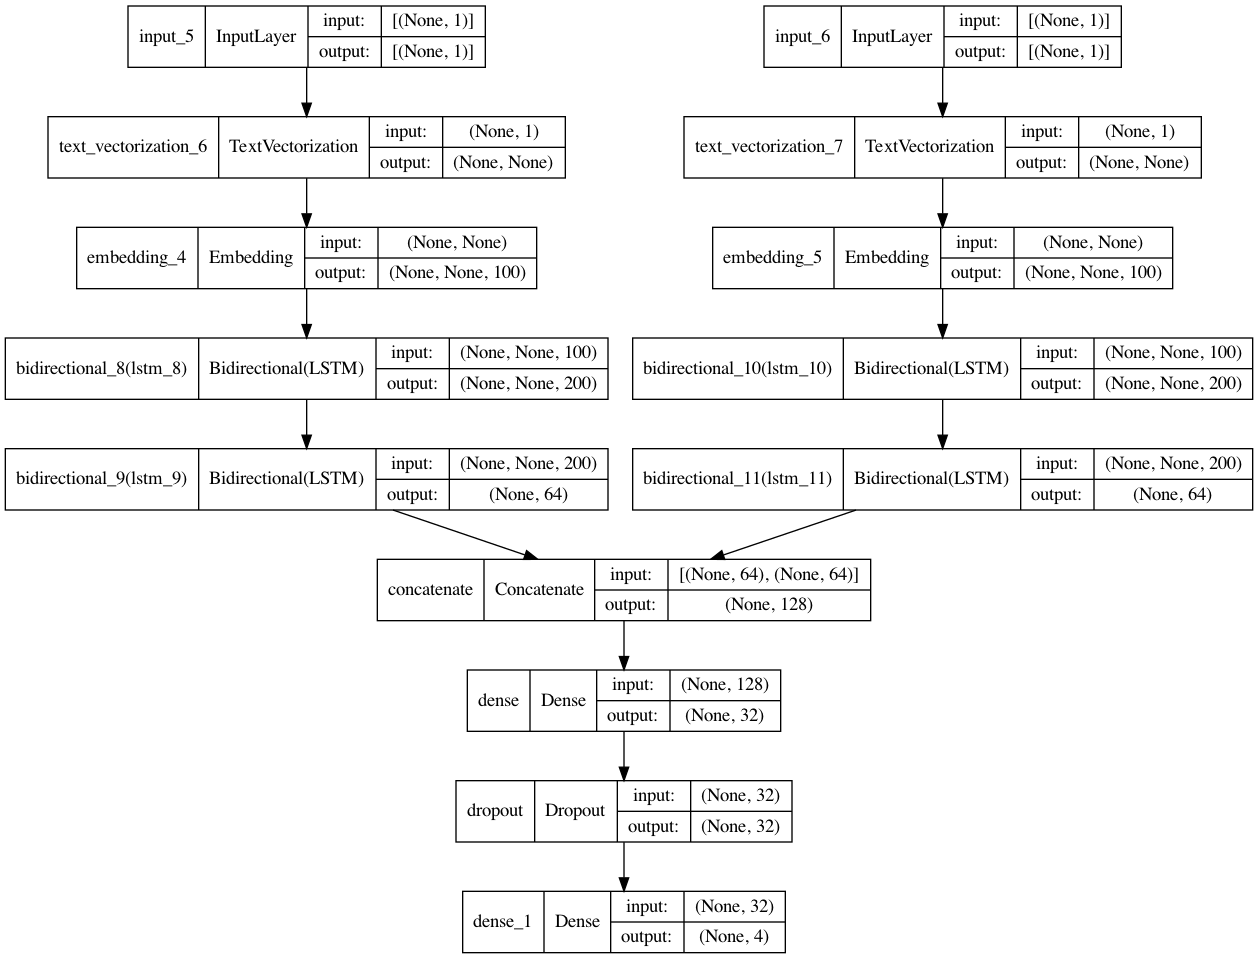 input_5 InputLayer input: [(None, 1)]
output: [(None, 1)]
input_6 InputLayer input: [(None, 1)]
output: [(None, 1)]
text_vectorization_6 TextVectorization input: (None, 1)
output: (None, None)
text_vectorization_7 TextVectorization input: (None, 1)
output: (None, None)
embedding_4 Embedding input: (None, None)
output: (None, None, 100)
embedding_5 Embedding input: (None, None)
output: (None, None, 100)
bidirectional_8(lstm_8) Bidirectional(LSTM) input: (None, None, 100)
output: (None, None, 200)
bidirectional_10(lstm_10) Bidirectional(LSTM) input: (None, None, 100)
output: (None, None, 200)
bidirectional_9(lstm_9) Bidirectional(LSTM) input: (None, None, 200)
output: (None, 64)
bidirectional_11(lstm_11) Bidirectional(LSTM) input: (None, None, 200)
output: (None, 64)
concatenate Concatenate input: [(None, 64), (None, 64)]
output: (None, 128)
dense Dense input: (None, 128)
output: (None, 32)
dropout Dropout input: (None, 32)
output: (None, 32)
dense_1 Dense input: (None, 32)
output: (None, 4)